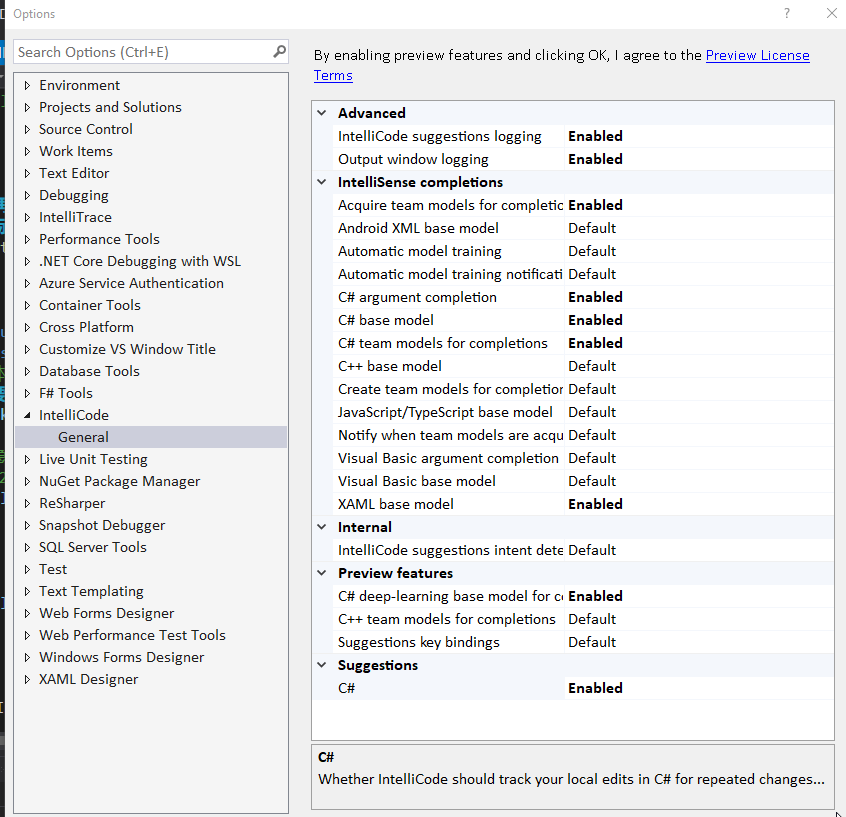 Options
?
Search Options (Ctrl+E)
Environment
Projects and Solutions
Source Control
Work Items
Text Editor
Debugging
IntelliTrace
Performance Tools
.NET Core Debugging with WSL
Azure Service Authentication
Container Tools
Cross Platform
Customize VS Window Title
Database Tools
F# Tools
IntelliCode
General
Live Unit Testing
NuGet Package Manager
ReSharper
Snapshot Debugger
SQL Server Tools
Test
Text Templating
Web Forms Designer
Web Performance Test Tools
Windows Forms Designer
XAML Designer
By enabling preview features and clicking OK, I agree to the Preview License
Terms
Advanced
IntelliCode suggestions logging Enabled
Output window logging Enabled
IntelliSense completions
Acquire team models for completic Enabled
Android XML base model Default
Automatic model training Default
Automatic model training notificati Default
C# argument completion Enabled
C# base model Enabled
C# team models for completions Enabled
C++ base model Default
Create team models for completior Default
JavaScript/TypeScript base model Default
Notify when team models are acqu Default
Visual Basic argument completion Default
Visual Basic base model Default
XAML base model Enabled
Internal
IntelliCode suggestions intent dete Default
Preview features
C# deep-learning base model for cc Enabled
C++ team models for completions Default
Suggestions key bindings Default
Suggestions
C# Enabled
C#
Whether IntelliCode should track your local edits in C# for repeated changes...